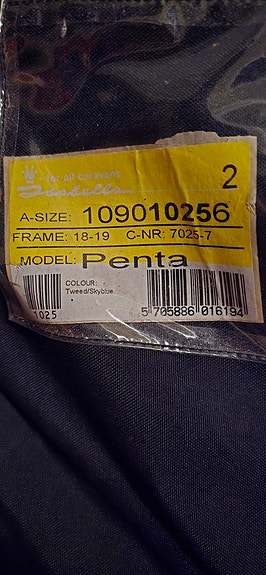 for all caravans
Isabella
2
A-SIZE: 109010256
FRAME: 18-19 C-NR: 7025-7
MODEL: Penta
COLOUR:
Tweed/Skyblue
1025
5 705886 016194